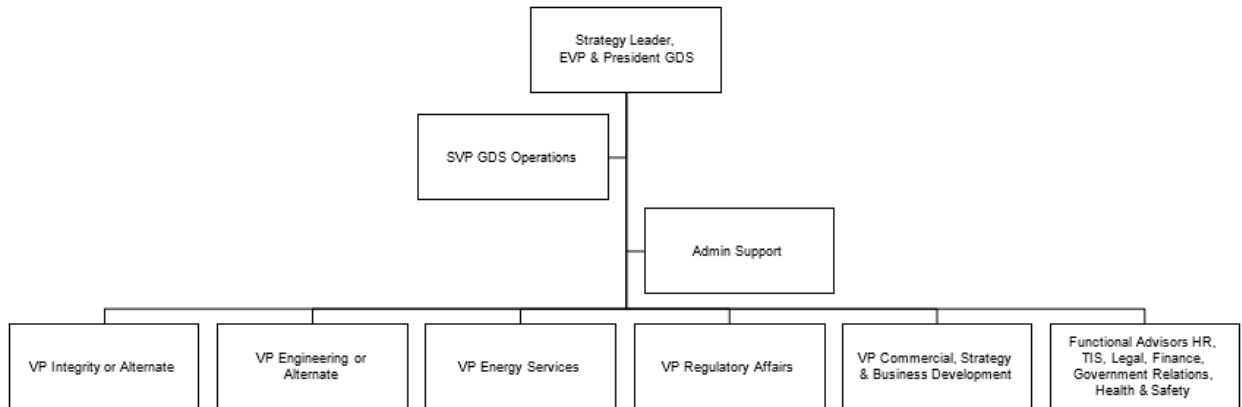 Strategy Leader,
EVP & President GDS
SVP GDS Operations
Admin Support
VP Integrity or Alternate
VP Engineering or
Alternate
VP Energy Services
VP Regulatory Affairs
VP Commercial, Strategy
& Business Development
Functional Advisors HR,
TIS, Legal, Finance,
Government Relations,
Health & Safety